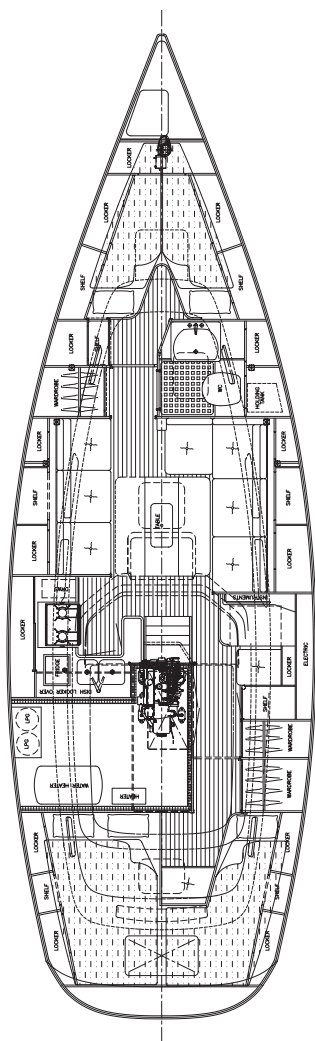 LOCKER
LOCKER
LOCKER
SHELF
SHELF
LOCKER
SHELF
LOCKER
WARDROBE
WC
HOLDING
TANK
LOCKER
LOCKER
SHELF
SHELF
TABLE
LOCKER
LOCKER
LOCKER
INSTRUMENTS
ELECTRIC
FRIDGE
LOCKER
DISH LOCKER OVER
SHELF
LPG
LPG
WARDROBE
WATER HEATER
HEATER
WARDROBE
LOCKER
LOCKER
LOCKER
SHELF
LOCKER
LOCKER